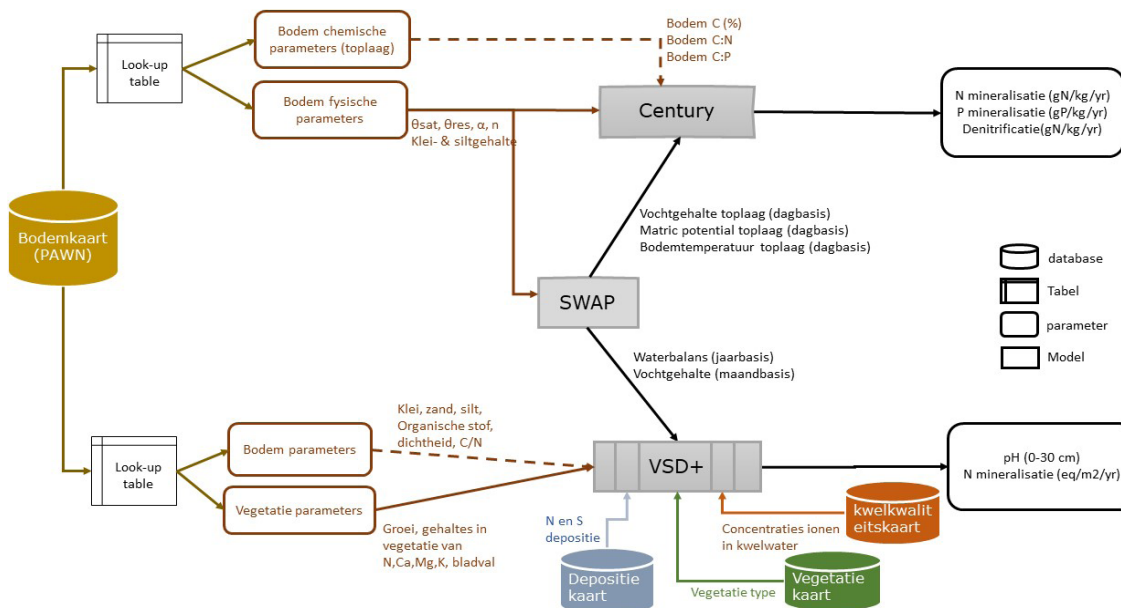 Bodem chemische
parameters (toplaag)
Bodem C (%)
Bodem C:N
Bodem C:P
Look-up
table
Bodem fysische
parameters
θsat, θres, α, n
Klei- & siltgehalte
Century
N mineralisatie (gN/kg/yr)
P mineralisatie (gP/kg/yr)
Denitrificatie(gN/kg/yr)
Bodemkaart
(PAWN)
Vochtgehalte toplaag (dagbasis)
Matric potential toplaag (dagbasis)
Bodemtemperatuur toplaag (dagbasis)
SWAP
database
Tabel
parameter
Model
Waterbalans (jaarbasis)
Vochtgehalte (maandbasis)
Look-up
table
Bodem parameters
Klei, zand, silt,
Organische stof,
dichtheid, C/N
Vegetatie parameters
Groei, gehaltes in
vegetatie van
N,Ca,Mg,K, bladval
VSD+
pH (0-30 cm)
N mineralisatie (eq/m2/yr)
N en S
depositie
Depositie
kaart
Vegetatie type
Vegetatie
kaart
Concentraties ionen
in kwelwater
kwelkwalit
eitskaart